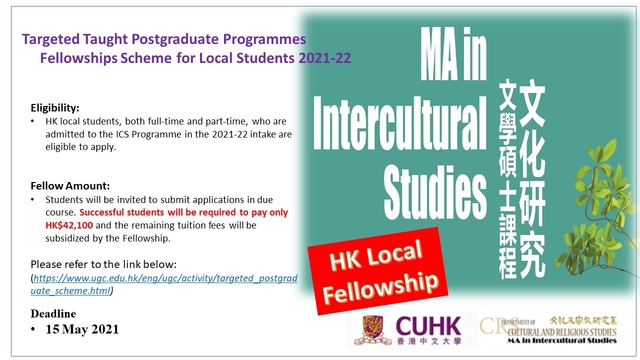 Targeted Taught Postgraduate Programmes
Fellowships Scheme for Local Students 2021-22
Eligibility:
• HK local students, both full-time and part-time, who are
admitted to the ICS Programme in the 2021-22 intake are
eligible to apply.
Fellow Amount:
• Students will be invited to submit applications in due
course. Successful students will be required to pay only
HK$42,100 and the remaining tuition fees will be
subsidized by the Fellowship.
Please refer to the link below:
(https://www.ugc.edu.hk/eng/ugc/activity/targeted_postgrad
uate_scheme.html)
Deadline
• 15 May 2021
MA in
Intercultural
Studies
文化研究
文學碩士課程
HK Local
Fellowship
CUHK
香港中文大學
CRS
DEPARTMENT OF
CULTURAL AND RELIGIOUS STUDIES
文化及宗教研究系
MA in Intercultural Studies